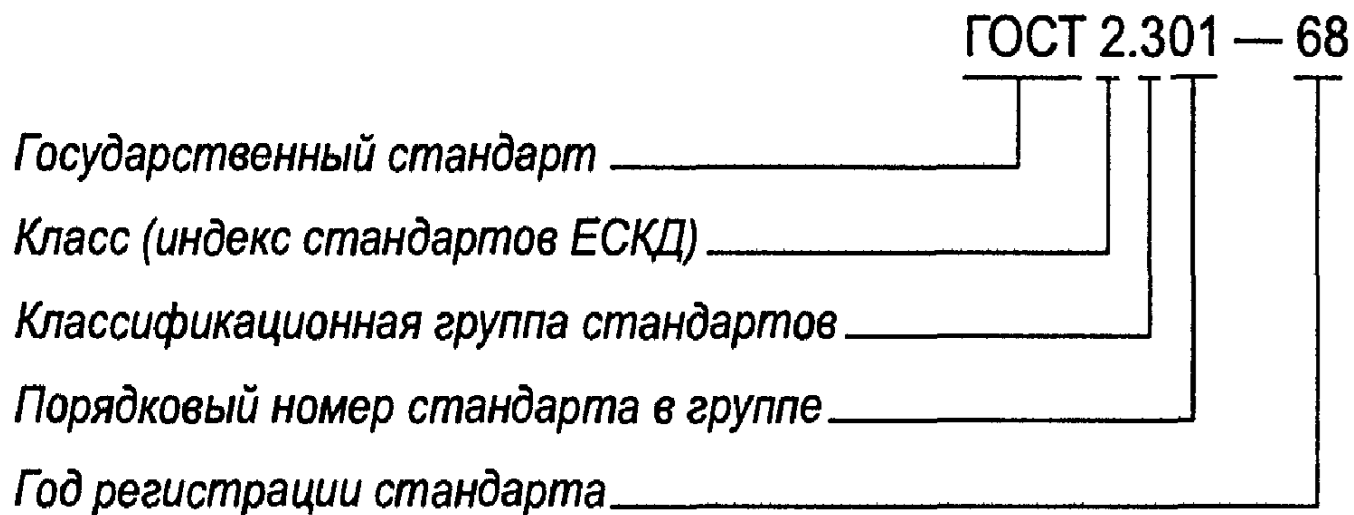 ГОСТ 2.301 — 68
Государственный стандарт
Класс (индекс стандартов ЕСКД)
Классификационная группа стандартов
Порядковый номер стандарта в группе
Год регистрации стандарта